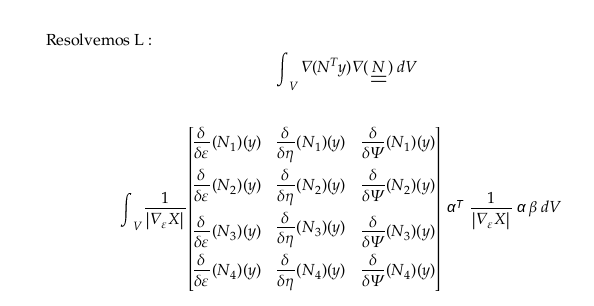 Resolvemos L :
∫_V ∇(N^T y)∇( N ) dV
∫_V 1/|∇_ε X| [ δ/δε (N_1)(y) δ/δη (N_1)(y) δ/δΨ (N_1)(y)
δ/δε (N_2)(y) δ/δη (N_2)(y) δ/δΨ (N_2)(y)
δ/δε (N_3)(y) δ/δη (N_3)(y) δ/δΨ (N_3)(y)
δ/δε (N_4)(y) δ/δη (N_4)(y) δ/δΨ (N_4)(y) ] α^T 1/|∇_ε X| α β dV